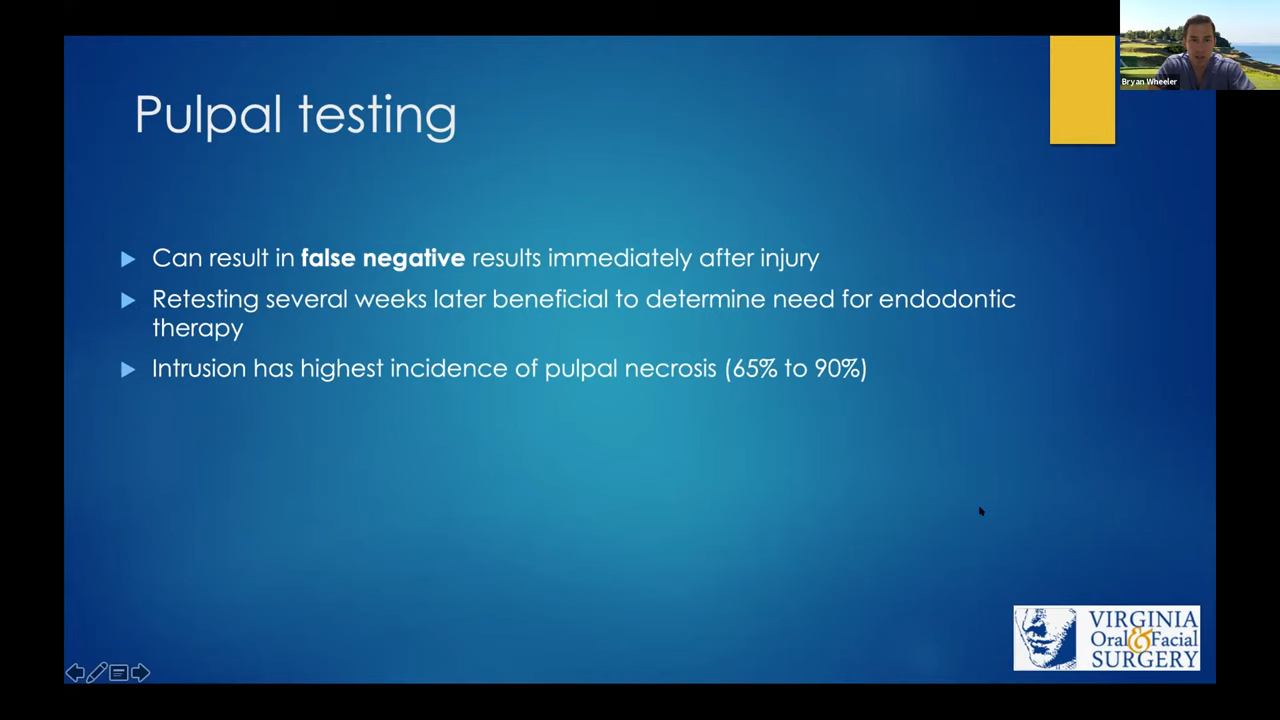 Bryan Wheeler
Pulpal testing
Can result in false negative results immediately after injury
Retesting several weeks later beneficial to determine need for endodontic
therapy
Intrusion has highest incidence of pulpal necrosis (65% to 90%)
VIRGINIA
Oral & Facial
SURGERY